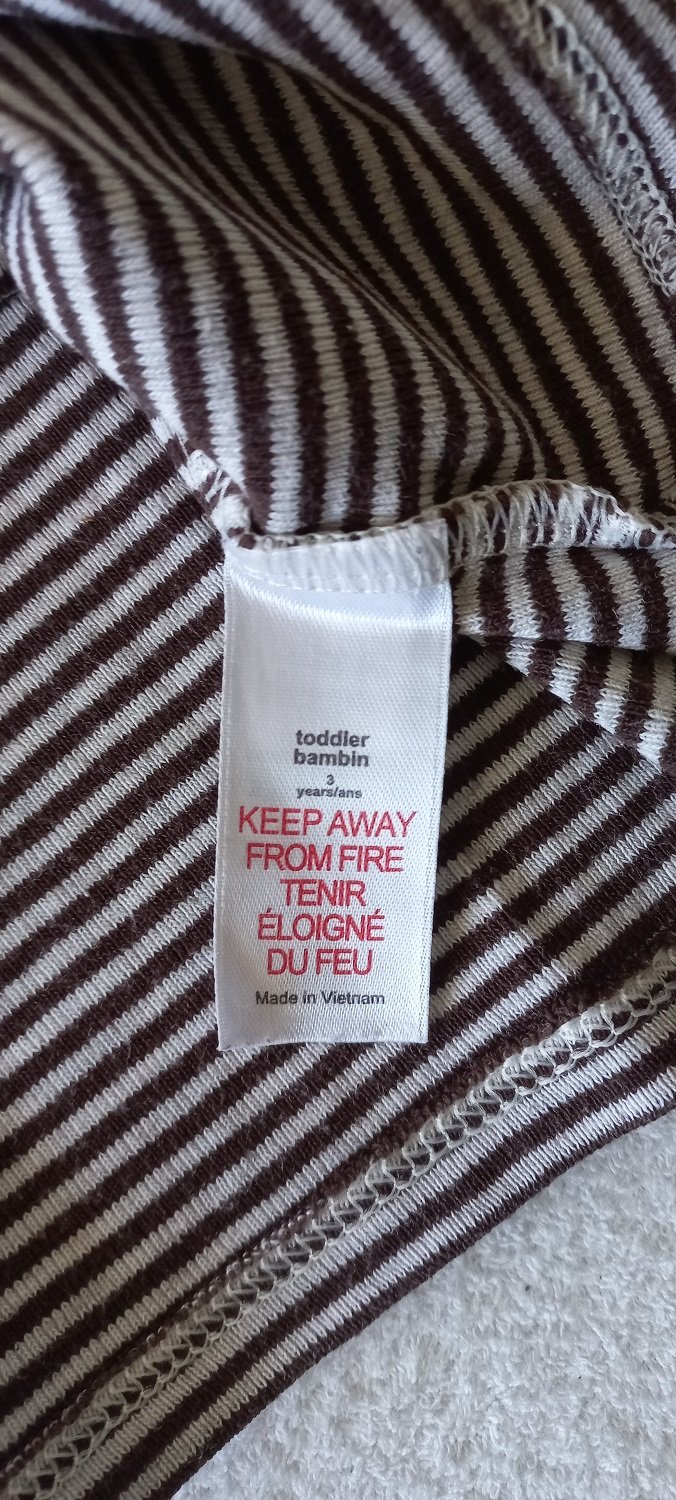 toddler
bambin
3
years/ans
KEEP AWAY
FROM FIRE
TENIR
ÉLOIGNÉ
DU FEU
Made in Vietnam